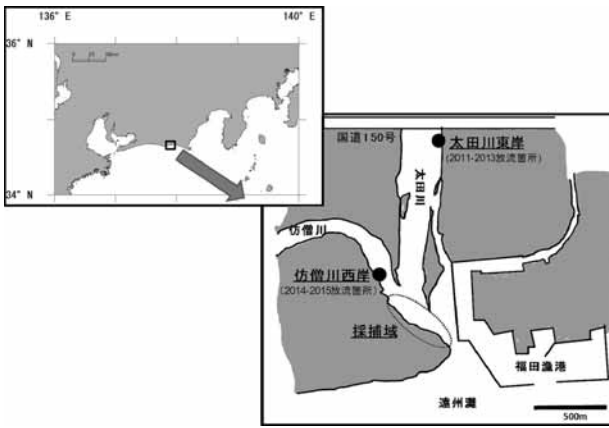 136° E
140° E
36° N
34° N
国道150号
太田川東岸
(2011-2013放流箇所)
太田川
仿僧川
仿僧川西岸
(2014-2015放流箇所)
採捕域
福田漁港
遠州灘
500m